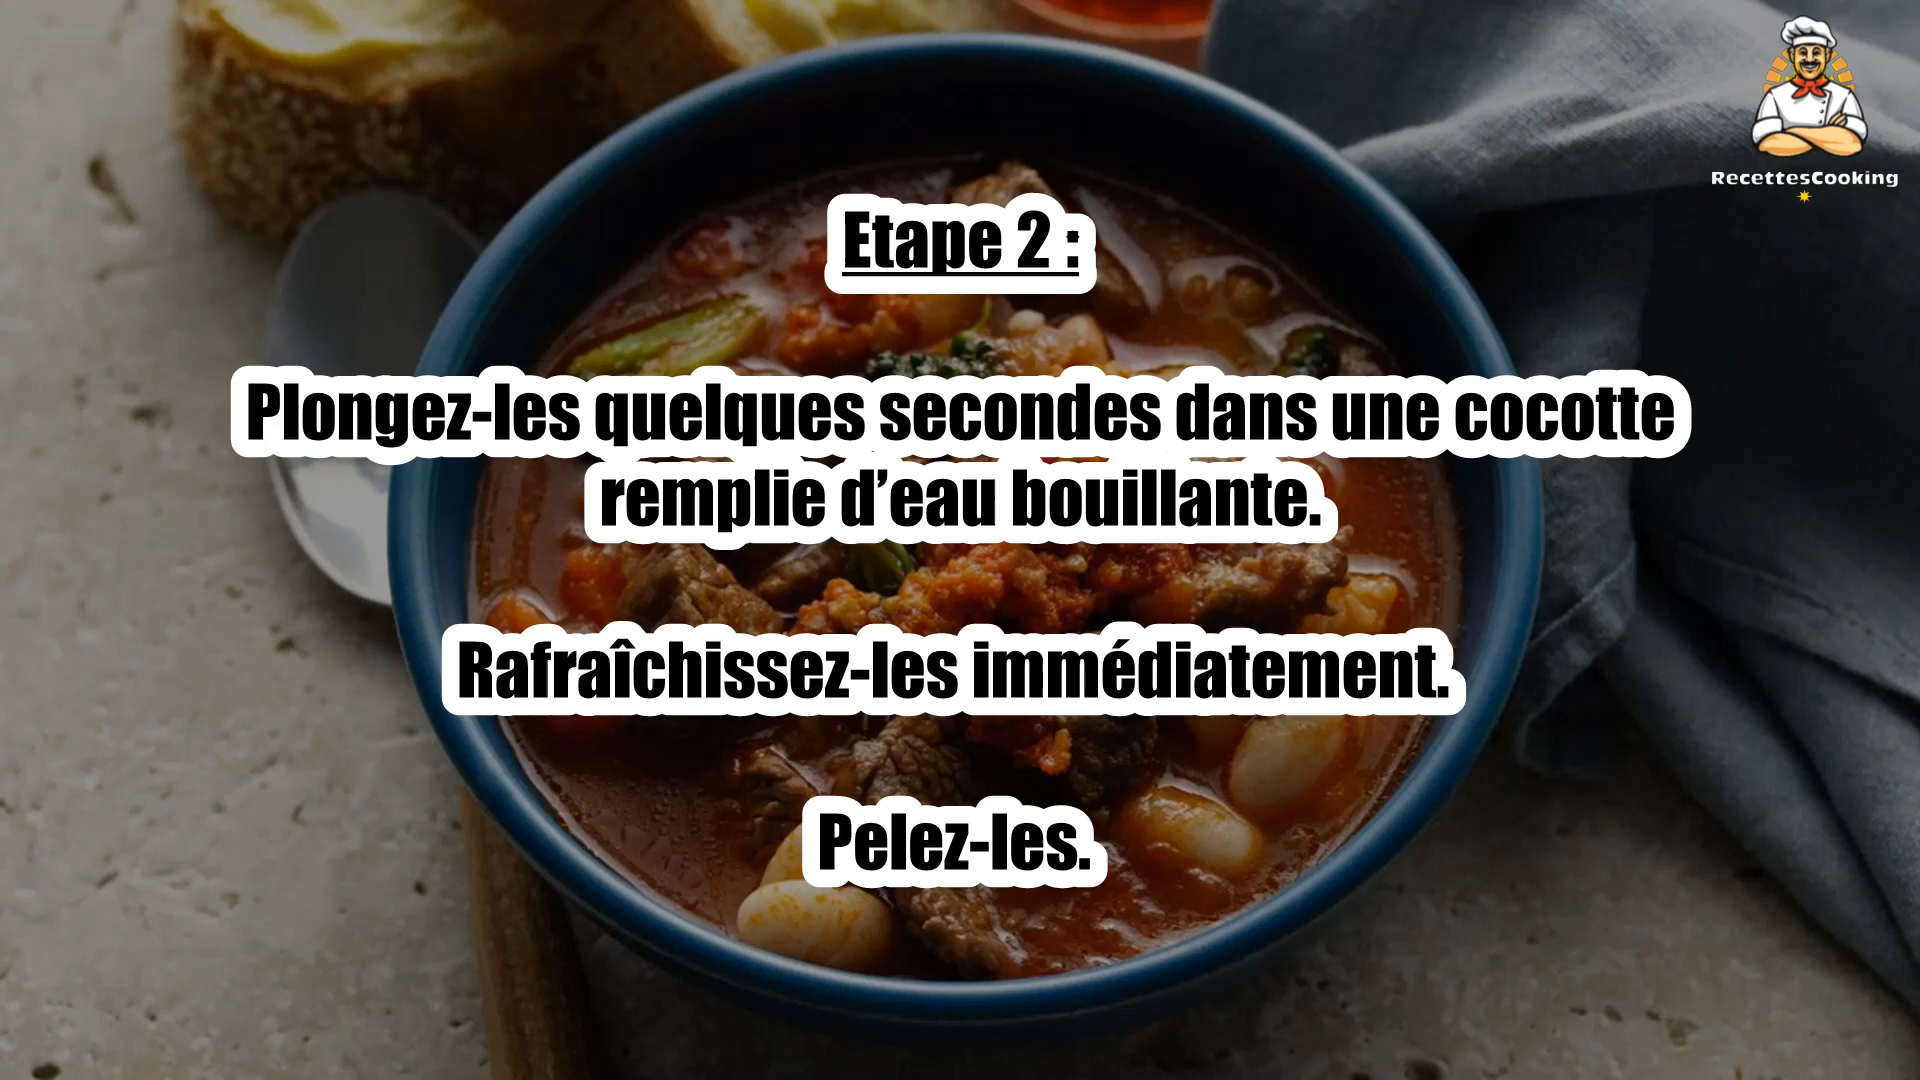 RecettesCooking
Etape 2 :
Plongez-les quelques secondes dans une cocotte
remplie d’eau bouillante.
Rafraîchissez-les immédiatement.
Pelez-les.